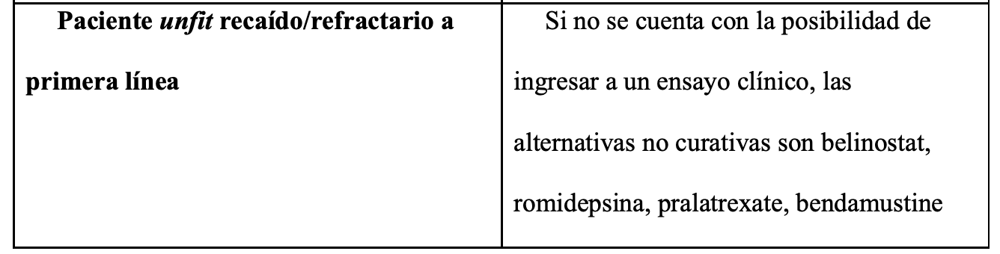 Paciente unfit recaído/refractario a
primera línea
Si no se cuenta con la posibilidad de
ingresar a un ensayo clínico, las
alternativas no curativas son belinostat,
romidepsina, pralatrexate, bendamustine